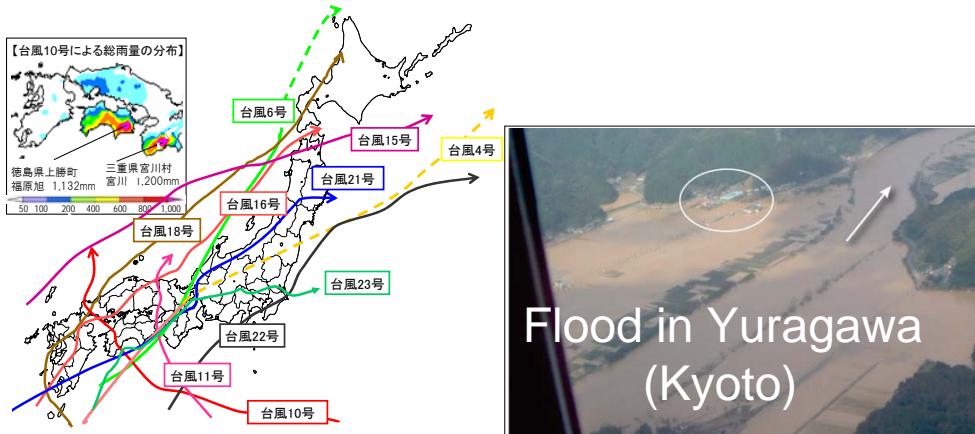 【台風10号による総雨量の分布】
徳島県上勝町
福原旭 1,132mm
三重県宮川村
宮川 1,200mm
50 100 200 400 600 800 1,000
台風6号
台風15号
台風4号
台風21号
台風16号
台風18号
台風23号
台風22号
台風11号
台風10号
Flood in Yuragawa
(Kyoto)